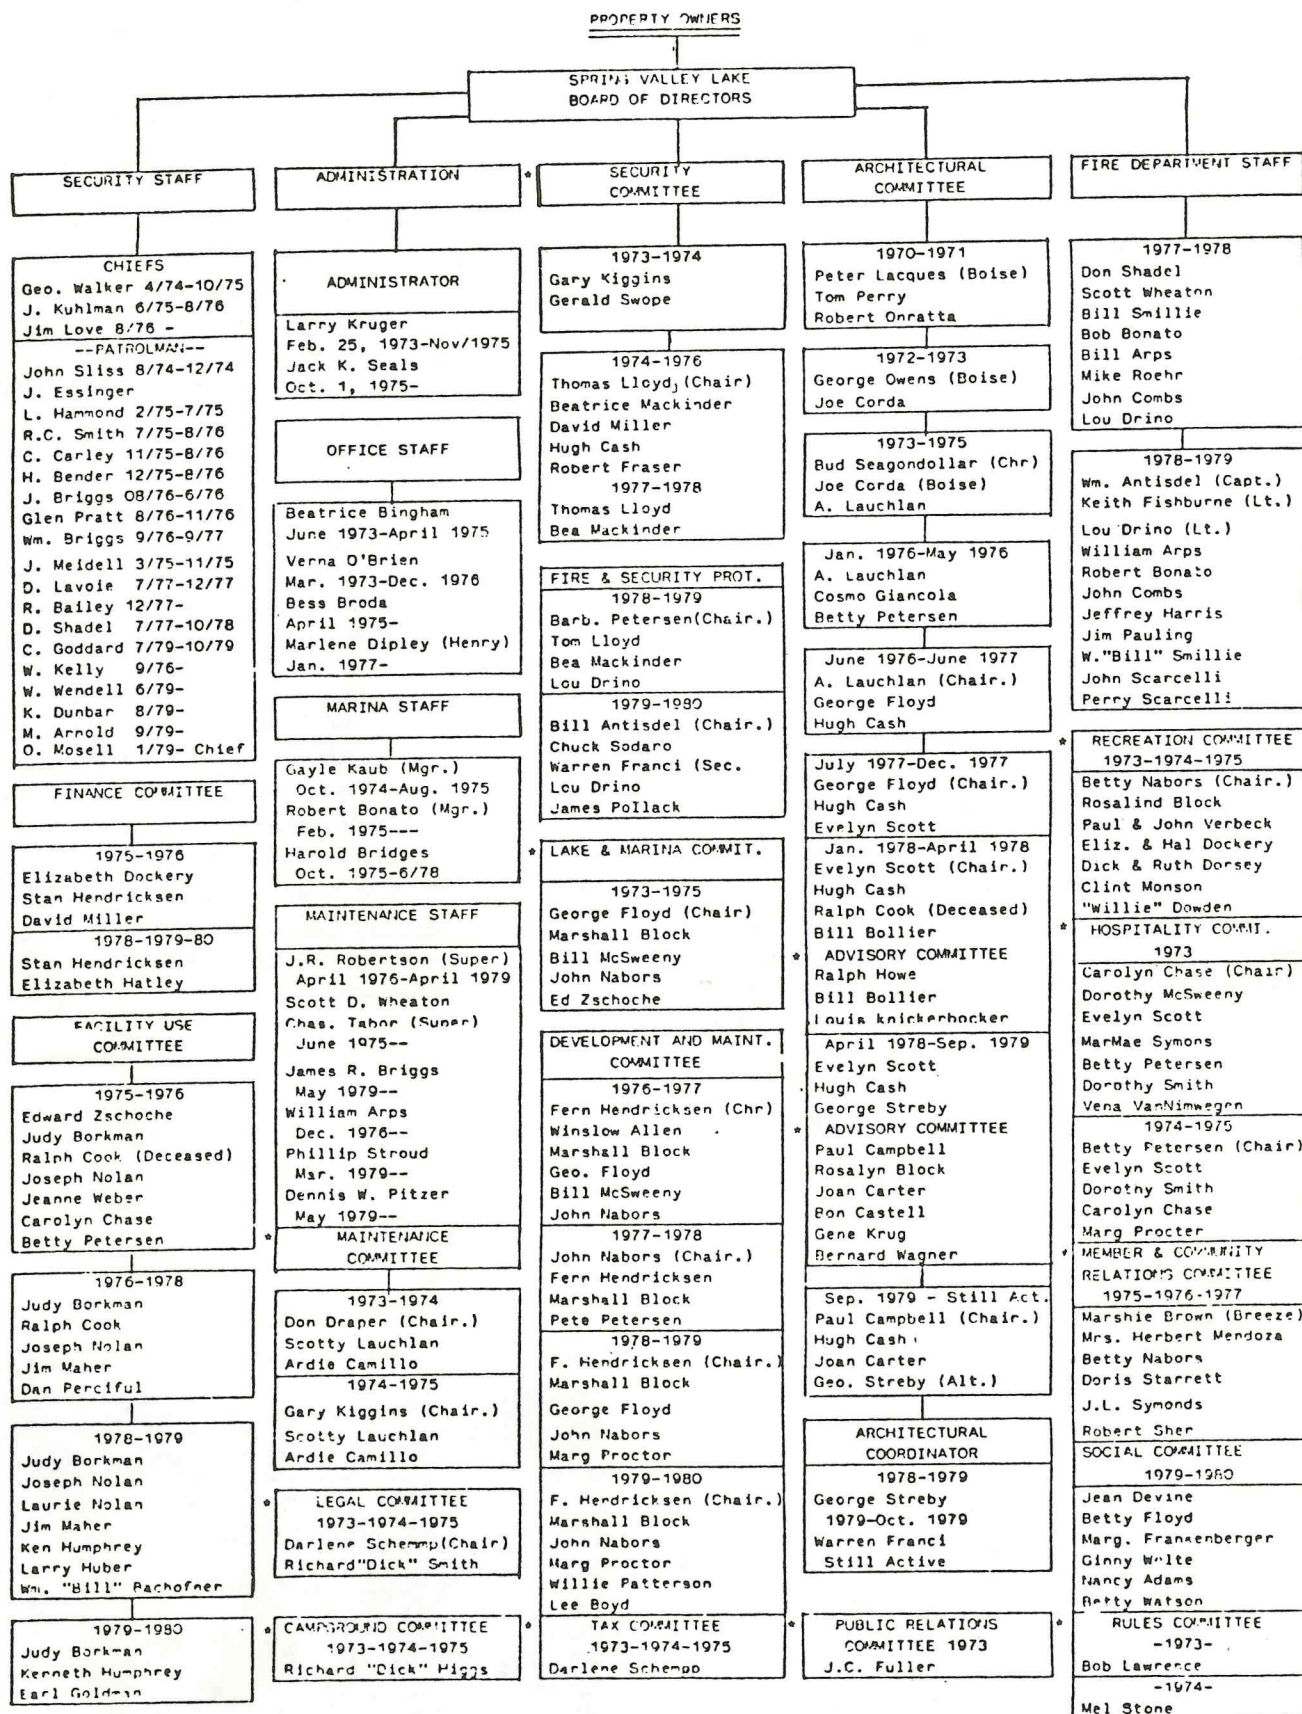 PROPERTY OWNERS
SPRING VALLEY LAKE
BOARD OF DIRECTORS
SECURITY STAFF
CHIEFS
Geo. Walker 4/74-10/75
J. Kuhlman 6/75-8/76
Jim Love 8/76 -
--PATROLMAN--
John Sliss 8/74-12/74
J. Essinger
L. Hammond 2/75-7/75
R.C. Smith 7/75-8/76
C. Carley 11/75-8/76
H. Bender 12/75-8/76
J. Briggs 08/76-6/76
Glen Pratt 8/76-11/76
Wm. Briggs 9/76-9/77
J. Meidell 3/75-11/75
D. Lavoie 7/77-12/77
R. Bailey 12/77-
D. Shadel 7/77-10/78
C. Goddard 7/79-10/79
W. Kelly 9/76-
W. Wendell 6/79-
K. Dunbar 8/79-
M. Arnold 9/79-
O. Mosell 1/79- Chief
FINANCE COMMITTEE
1975-1976
Elizabeth Dockery
Stan Hendricksen
David Miller
1978-1979-80
Stan Hendricksen
Elizabeth Hatley
FACILITY USE
COMMITTEE
1975-1976
Edward Zschoche
Judy Borkman
Ralph Cook (Deceased)
Joseph Nolan
Jeanne Weber
Carolyn Chase
Betty Petersen
1976-1978
Judy Borkman
Ralph Cook
Joseph Nolan
Jim Maher
Dan Perciful
1978-1979
Judy Borkman
Joseph Nolan
Laurie Nolan
Jim Maher
Ken Humphrey
Larry Huber
Wm. "Bill" Bachofner
1979-1980
Judy Borkman
Kenneth Humphrey
Earl Goldman
ADMINISTRATION
ADMINISTRATOR
Larry Kruger
Feb. 25, 1973-Nov/1975
Jack K. Seals
Oct. 1, 1975-
OFFICE STAFF
Beatrice Bingham
June 1973-April 1975
Verna O'Brien
Mar. 1973-Dec. 1976
Bess Broda
April 1975-
Marlene Dipley (Henry)
Jan. 1977-
MARINA STAFF
Gayle Kaub (Mgr.)
Oct. 1974-Aug. 1975
Robert Bonato (Mgr.)
Feb. 1975---
Harold Bridges
Oct. 1975-6/78
MAINTENANCE STAFF
J.R. Robertson (Super)
April 1976-April 1979
Scott D. Wheaton
Chas. Tabor (Super)
June 1975--
James R. Briggs
May 1979--
William Arps
Dec. 1976--
Phillip Stroud
Mar. 1979--
Dennis W. Pitzer
May 1979--
* MAINTENANCE
COMMITTEE
1973-1974
Don Draper (Chair.)
Scotty Lauchlan
Ardie Camillo
1974-1975
Gary Kiggins (Chair.)
Scotty Lauchlan
Ardie Camillo
* LEGAL COMMITTEE
1973-1974-1975
Darlene Schempp(Chair)
Richard"Dick" Smith
* CAMPGROUND COMMITTEE
1973-1974-1975
Richard "Dick" Higgs
* SECURITY
COMMITTEE
1973-1974
Gary Kiggins
Gerald Swope
1974-1976
Thomas Lloyd, (Chair)
Beatrice Mackinder
David Miller
Hugh Cash
Robert Fraser
1977-1978
Thomas Lloyd
Bea Mackinder
FIRE & SECURITY PROT.
1978-1979
Barb. Petersen(Chair.)
Tom Lloyd
Bea Mackinder
Lou Drino
1979-1980
Bill Antisdel (Chair.)
Chuck Sodaro
Warren Franci (Sec.
Lou Drino
James Pollack
* LAKE & MARINA COMMIT.
1973-1975
George Floyd (Chair)
Marshall Block
Bill McSweeny
John Nabors
Ed Zschoche
DEVELOPMENT AND MAINT.
COMMITTEE
1976-1977
Fern Hendricksen (Chr)
Winslow Allen
Marshall Block
Geo. Floyd
Bill McSweeny
John Nabors
1977-1978
John Nabors (Chair.)
Fern Hendricksen
Marshall Block
Pete Petersen
1978-1979
F. Hendricksen (Chair.)
Marshall Block
George Floyd
John Nabors
Marg Proctor
1979-1980
F. Hendricksen (Chair.)
Marshall Block
John Nabors
Marg Proctor
Willie Patterson
Lee Boyd
* TAX COMMITTEE
1973-1974-1975
Darlene Schempp
ARCHITECTURAL
COMMITTEE
1970-1971
Peter Lacques (Boise)
Tom Perry
Robert Onratta
1972-1973
George Owens (Boise)
Joe Corda
1973-1975
Bud Seagondollar (Chr)
Joe Corda (Boise)
A. Lauchlan
Jan. 1976-May 1976
A. Lauchlan
Cosmo Giancola
Betty Petersen
June 1976-June 1977
A. Lauchlan (Chair.)
George Floyd
Hugh Cash
July 1977-Dec. 1977
George Floyd (Chair.)
Hugh Cash
Evelyn Scott
Jan. 1978-April 1978
Evelyn Scott (Chair.)
Hugh Cash
Ralph Cook (Deceased)
Bill Bollier
* ADVISORY COMMITTEE
Ralph Howe
Bill Bollier
Louis knickerbocker
April 1978-Sep. 1979
Evelyn Scott
Hugh Cash
George Streby
* ADVISORY COMMITTEE
Paul Campbell
Rosalyn Block
Joan Carter
Bon Castell
Gene Krug
Bernard Wagner
Sep. 1979 - Still Act.
Paul Campbell (Chair.)
Hugh Cash
Joan Carter
Geo. Streby (Alt.)
ARCHITECTURAL
COORDINATOR
1978-1979
George Streby
1979-Oct. 1979
Warren Franci
Still Active
* PUBLIC RELATIONS
COMMITTEE 1973
J.C. Fuller
FIRE DEPARTMENT STAFF
1977-1978
Don Shadel
Scott Wheaton
Bill Smillie
Bob Bonato
Bill Arps
Mike Roehr
John Combs
Lou Drino
1978-1979
Wm. Antisdel (Capt.)
Keith Fishburne (Lt.)
Lou Drino (Lt.)
William Arps
Robert Bonato
John Combs
Jeffrey Harris
Jim Pauling
W."Bill" Smillie
John Scarcelli
Perry Scarcelli
* RECREATION COMMITTEE
1973-1974-1975
Betty Nabors (Chair.)
Rosalind Block
Paul & John Verbeck
Eliz. & Hal Dockery
Dick & Ruth Dorsey
Clint Monson
"Willie" Dowden
* HOSPITALITY COMMIT.
1973
Carolyn Chase (Chair)
Dorothy McSweeny
Evelyn Scott
MarMae Symons
Betty Petersen
Dorothy Smith
Vena VanNimwegen
1974-1975
Betty Petersen (Chair)
Evelyn Scott
Dorothy Smith
Carolyn Chase
Marg Procter
* MEMBER & COMMUNITY
RELATIONS COMMITTEE
1975-1976-1977
Marshie Brown (Breeze)
Mrs. Herbert Mendoza
Betty Nabors
Doris Starrett
J.L. Symonds
Robert Sher
SOCIAL COMMITTEE
1979-1980
Jean Devine
Betty Floyd
Marg. Frankenberger
Ginny Wolte
Nancy Adams
Betty Watson
* RULES COMMITTEE
-1973-
Bob Lawrence
-1974-
Mel Stone